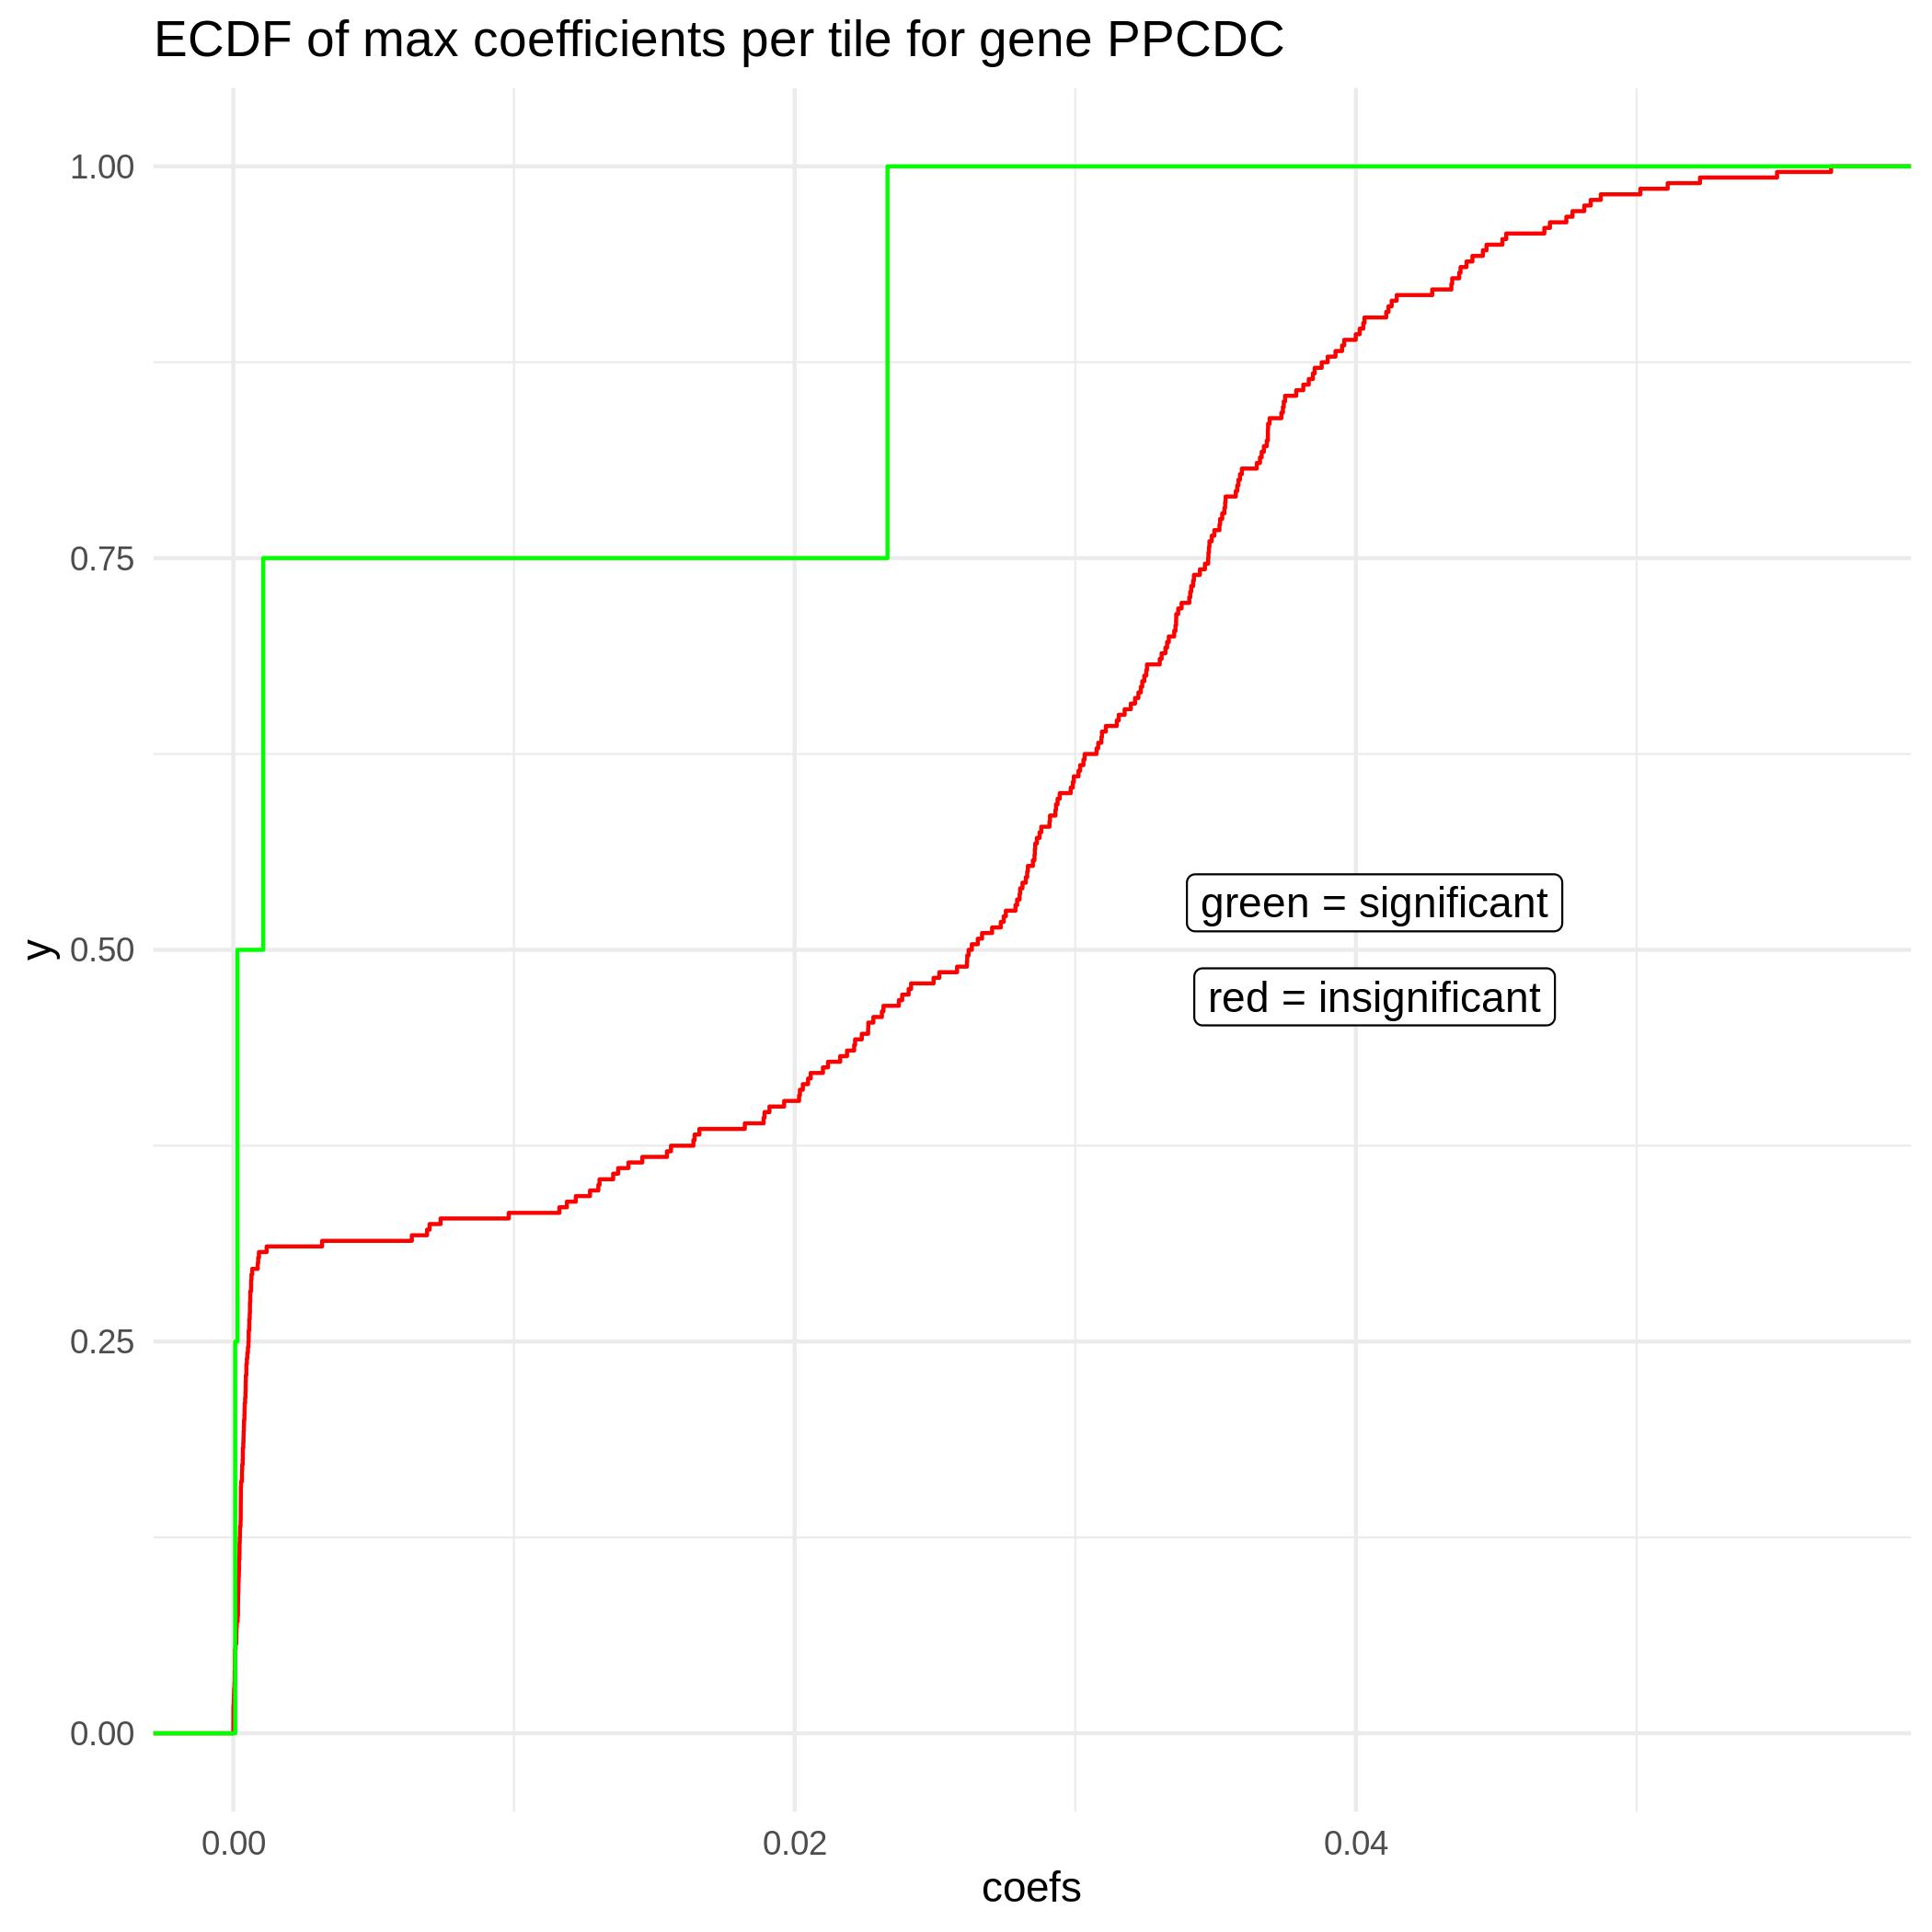 ECDF of max coefficients per tile for gene PPCDC
1.00
0.75
0.50
0.25
0.00
y
green = significant
red = insignificant
0.00 0.02 0.04
coefs